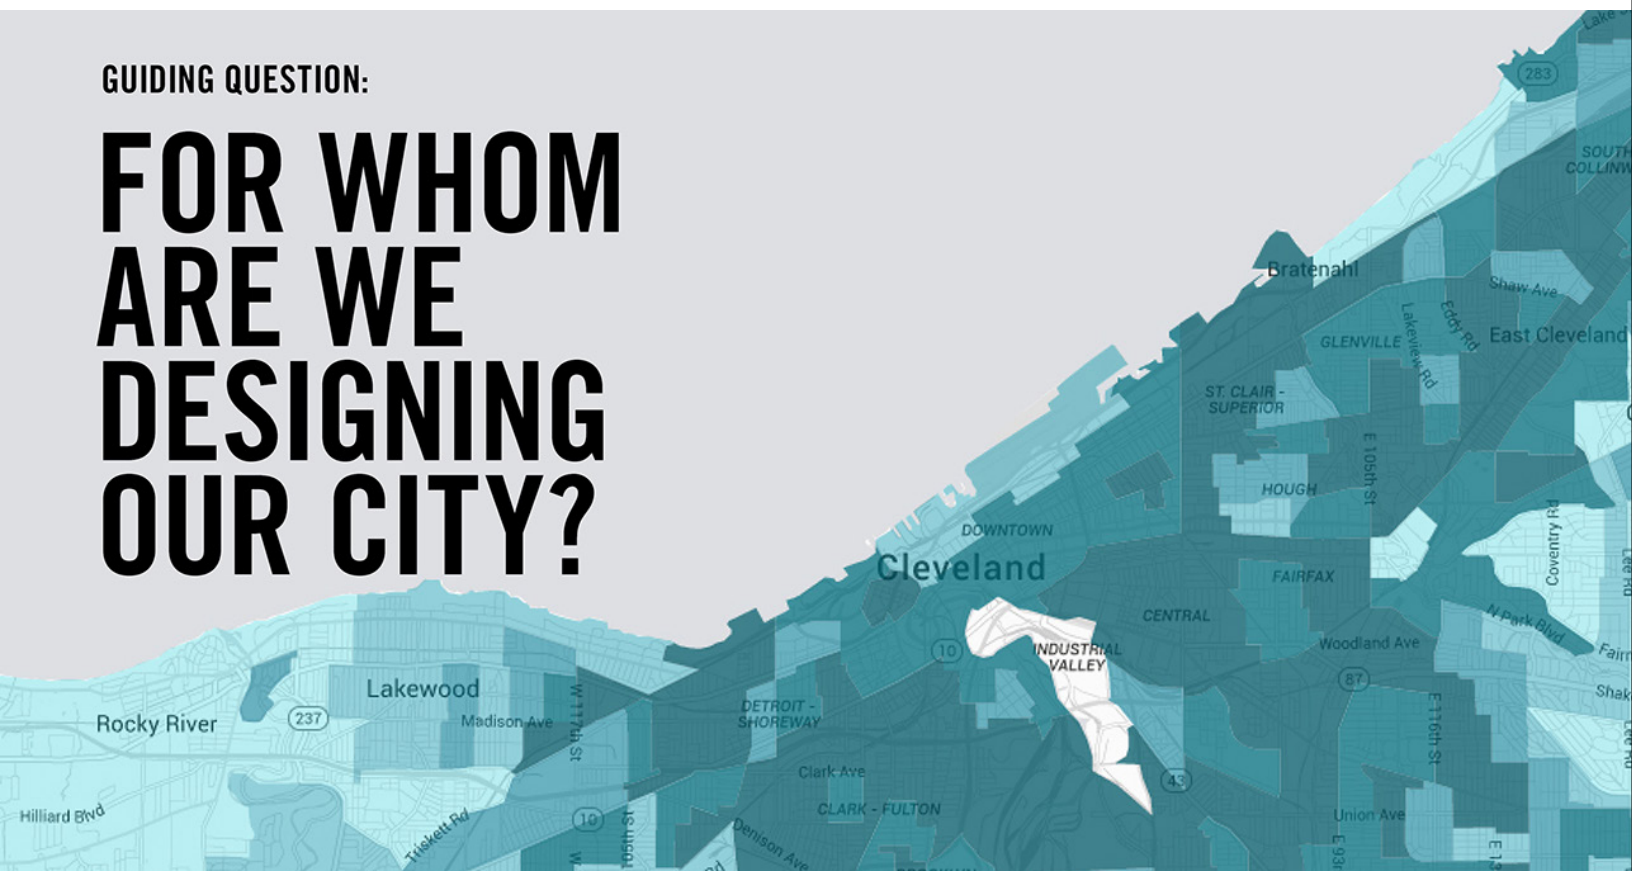 GUIDING QUESTION:
FOR WHOM
ARE WE
DESIGNING
OUR CITY?
283
Bratenahl
Shaw Ave
Eddy Rd
Lakeview Rd
East Cleveland
GLENVILLE
ST. CLAIR -
SUPERIOR
E 105th St
HOUGH
DOWNTOWN
Cleveland
Coventry Rd
FAIRFAX
CENTRAL
N Park Blvd
Woodland Ave
10
INDUSTRIAL
VALLEY
87
Lakewood
Rocky River
237
Madison Ave
W 117th St
DETROIT -
SHOREWAY
E 116th St
Clark Ave
43
CLARK - FULTON
Hilliard Blvd
Triskett Rd
10
105th St
Denison Ave
Union Ave